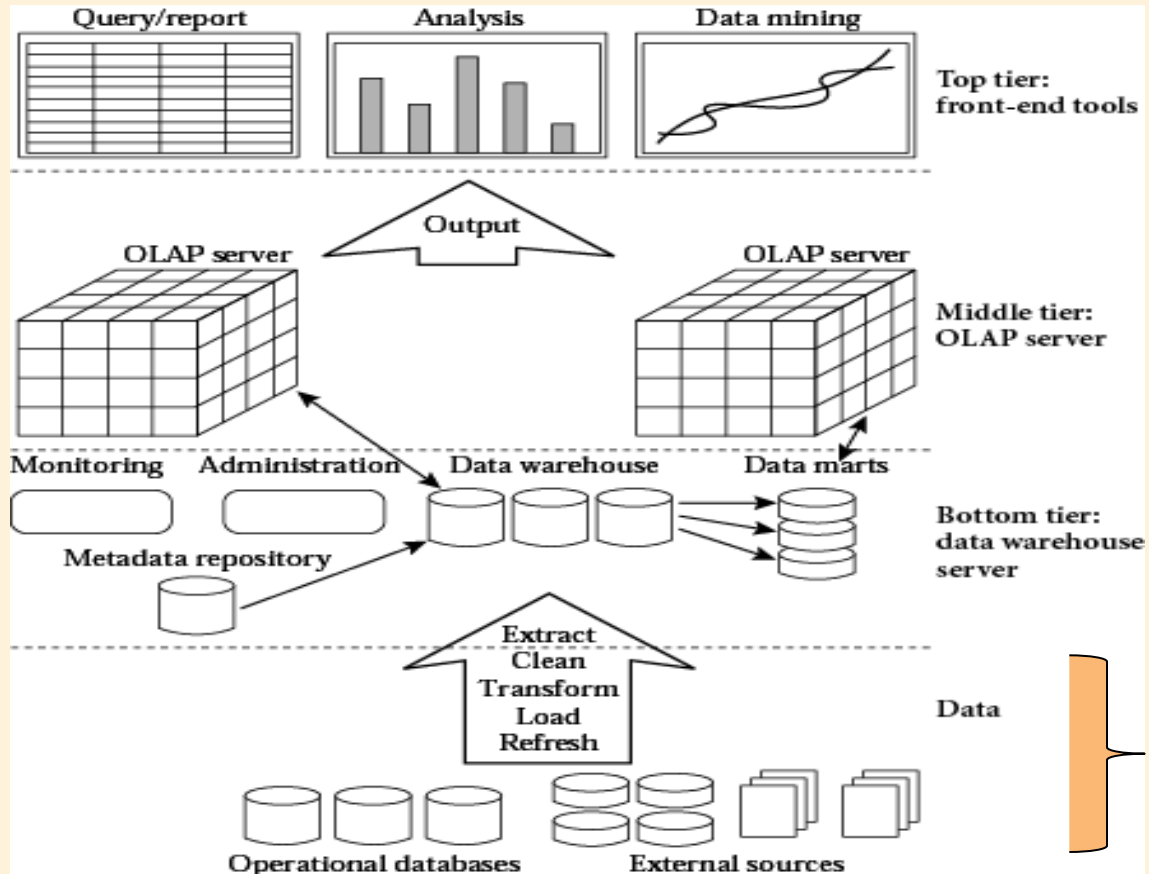 Query/report
Analysis
Data mining
Top tier:
front-end tools
Output
OLAP server
OLAP server
Middle tier:
OLAP server
Monitoring
Administration
Data warehouse
Data marts
Bottom tier:
data warehouse
server
Metadata repository
Extract
Clean
Transform
Load
Refresh
Data
Operational databases
External sources